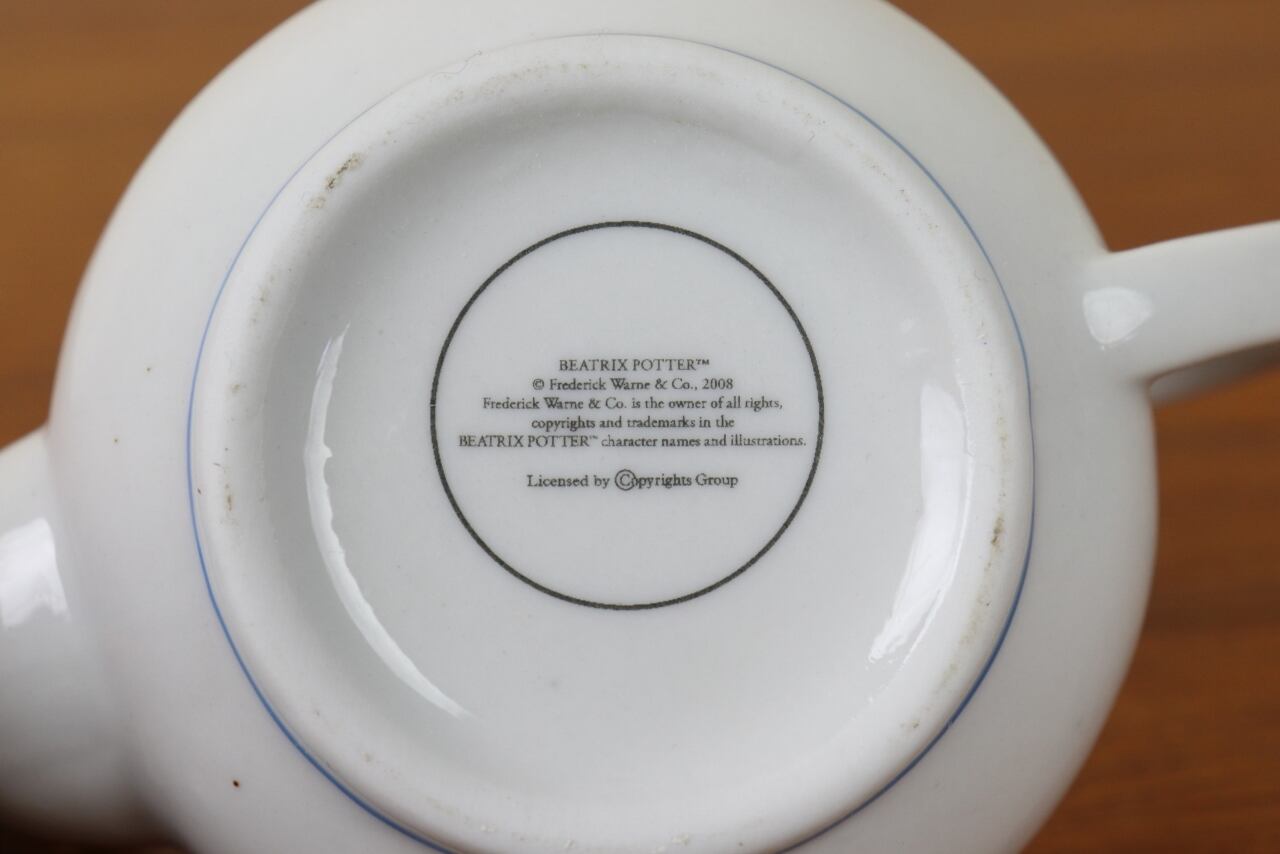 BEATRIX POTTER™
© Frederick Warne & Co., 2008
Frederick Warne & Co. is the owner of all rights,
copyrights and trademarks in the
BEATRIX POTTER™ character names and illustrations.
Licensed by ©opyrights Group